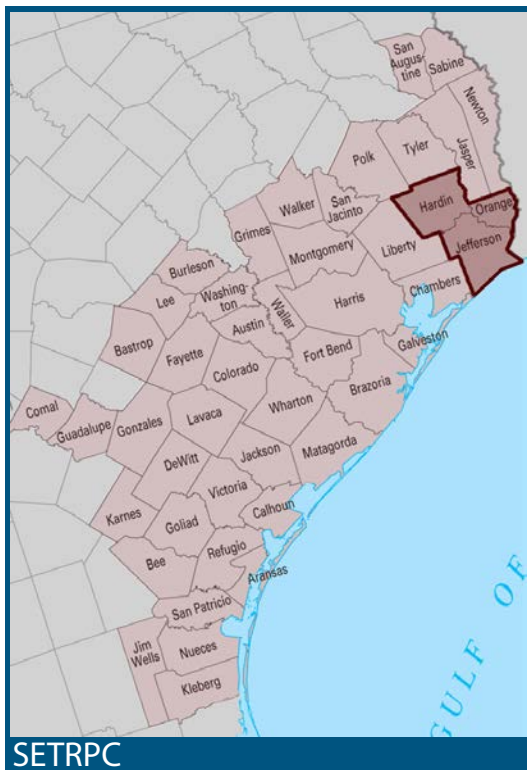 San
Augus-
tine
Sabine
Newton
Jasper
Tyler
Polk
Hardin
Orange
Jefferson
San
Jacinto
Walker
Grimes
Montgomery
Liberty
Chambers
Burleson
Washing-
ton
Waller
Harris
Lee
Austin
Galveston
Bastrop
Fayette
Colorado
Fort Bend
Brazoria
Comal
Guadalupe
Gonzales
Lavaca
Wharton
Matagorda
DeWitt
Jackson
Victoria
Calhoun
Karnes
Goliad
Refugio
Bee
Aransas
San Patricio
Jim
Wells
Nueces
Kleberg
GULF OF
SETRPC